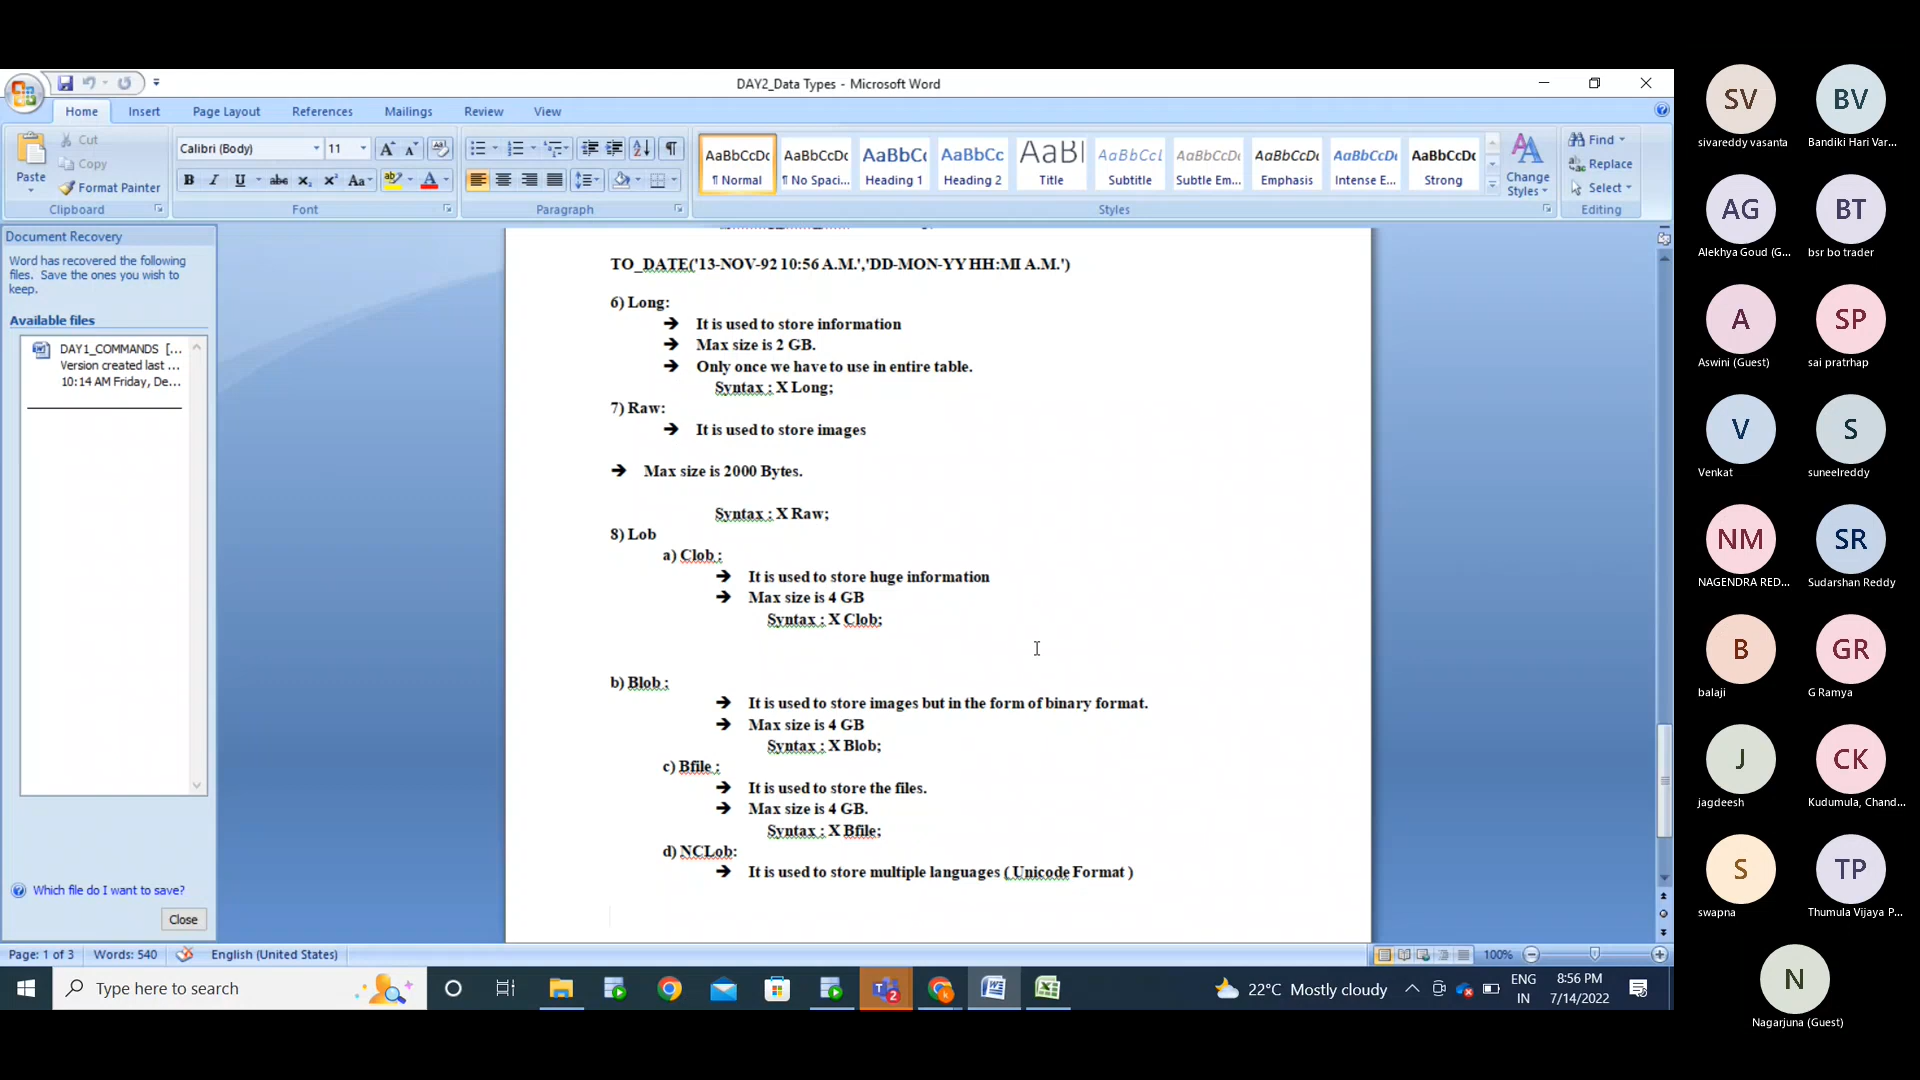 DAY2_Data Types - Microsoft Word
Home Insert Page Layout References Mailings Review View
Paste
Cut
Copy
Format Painter
Clipboard
Calibri (Body) 11
Font
Paragraph
AaBbCcDc AaBbCcDc AaBbC AaBbCc AaBl AaBbCcL AaBbCcDc AaBbCcDc AaBbCcDc AaBbCcDc
¶ Normal ¶ No Spaci... Heading 1 Heading 2 Title Subtitle Subtle Em... Emphasis Intense E... Strong
Change Styles
Styles
Find
Replace
Select
Editing
Document Recovery
Word has recovered the following
files. Save the ones you wish to
keep.
Available files
DAY1_COMMANDS [...
Version created last ...
10:14 AM Friday, De...
Which file do I want to save?
Close
TO_DATE('13-NOV-92 10:56 A.M.','DD-MON-YY HH:MI A.M.')
6) Long:
➔ It is used to store information
➔ Max size is 2 GB.
➔ Only once we have to use in entire table.
Syntax : X Long;
7) Raw:
➔ It is used to store images
➔ Max size is 2000 Bytes.
Syntax : X Raw;
8) Lob
a) Clob :
➔ It is used to store huge information
➔ Max size is 4 GB
Syntax : X Clob;
b) Blob :
➔ It is used to store images but in the form of binary format.
➔ Max size is 4 GB
Syntax : X Blob;
c) Bfile :
➔ It is used to store the files.
➔ Max size is 4 GB.
Syntax : X Bfile;
d) NCLob:
➔ It is used to store multiple languages ( Unicode Format )
Page: 1 of 3 Words: 540 English (United States) 100%
Type here to search
22°C Mostly cloudy
ENG
IN
8:56 PM
7/14/2022
SV BV
sivareddy vasanta Bandiki Hari Var...
AG BT
Alekhya Goud (G... bsr bo trader
A SP
Aswini (Guest) sai pratrhap
V S
Venkat suneelreddy
NM SR
NAGENDRA RED... Sudarshan Reddy
B GR
balaji G Ramya
J CK
jagdeesh Kudumula, Chand...
S TP
swapna Thumula Vijaya P...
N
Nagarjuna (Guest)